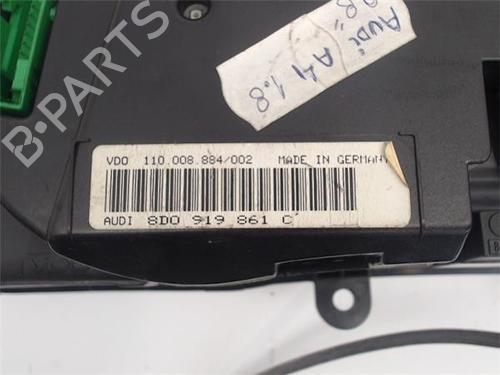 B-PARTS
AUDI
A4 1.8
VDO 110.008.884/002 MADE IN GERMANY
AUDI 8D0 919 861 C